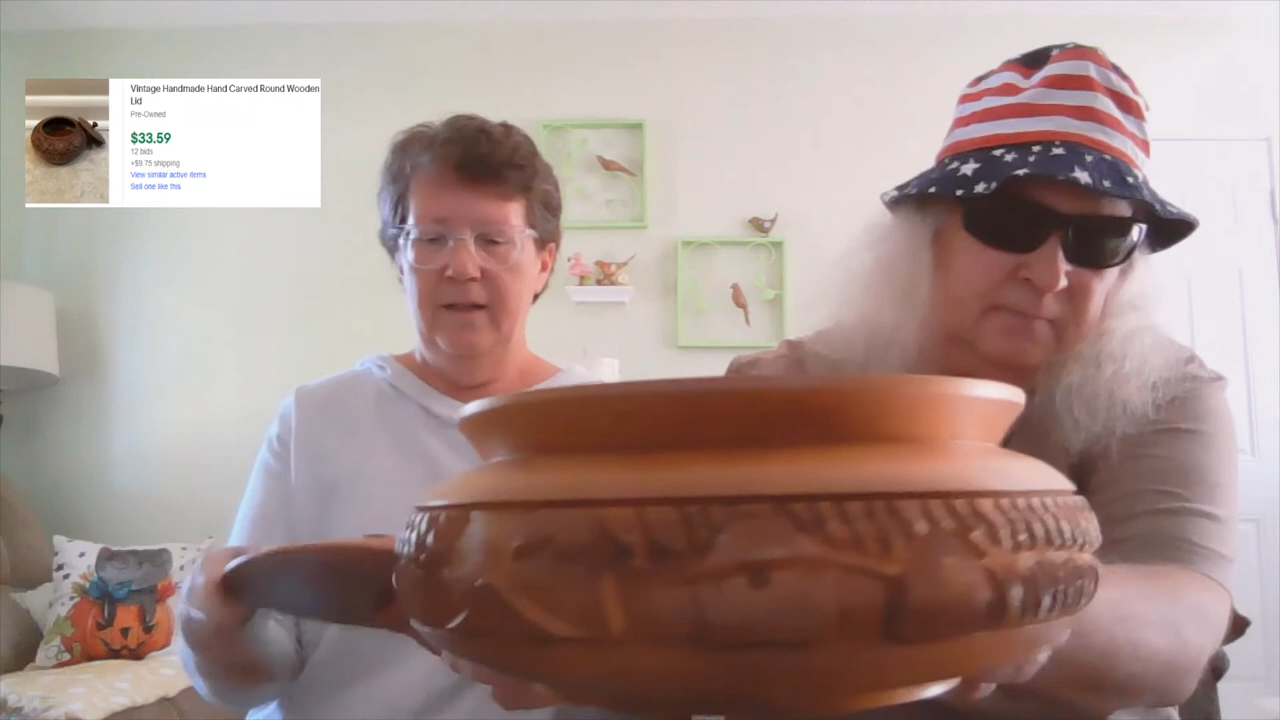 Vintage Handmade Hand Carved Round Wooden
Lid
Pre-Owned
$33.59
12 bids
+$9.75 shipping
View similar active items
Sell one like this